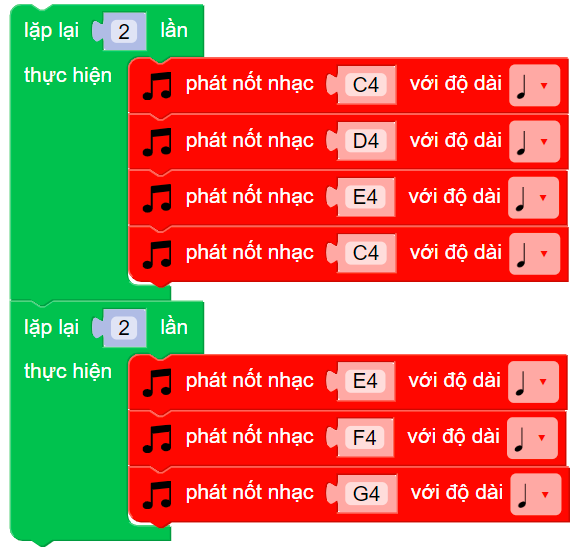 lặp lại 2 lần
thực hiện
phát nốt nhạc C4 với độ dài
phát nốt nhạc D4 với độ dài
phát nốt nhạc E4 với độ dài
phát nốt nhạc C4 với độ dài
lặp lại 2 lần
thực hiện
phát nốt nhạc E4 với độ dài
phát nốt nhạc F4 với độ dài
phát nốt nhạc G4 với độ dài